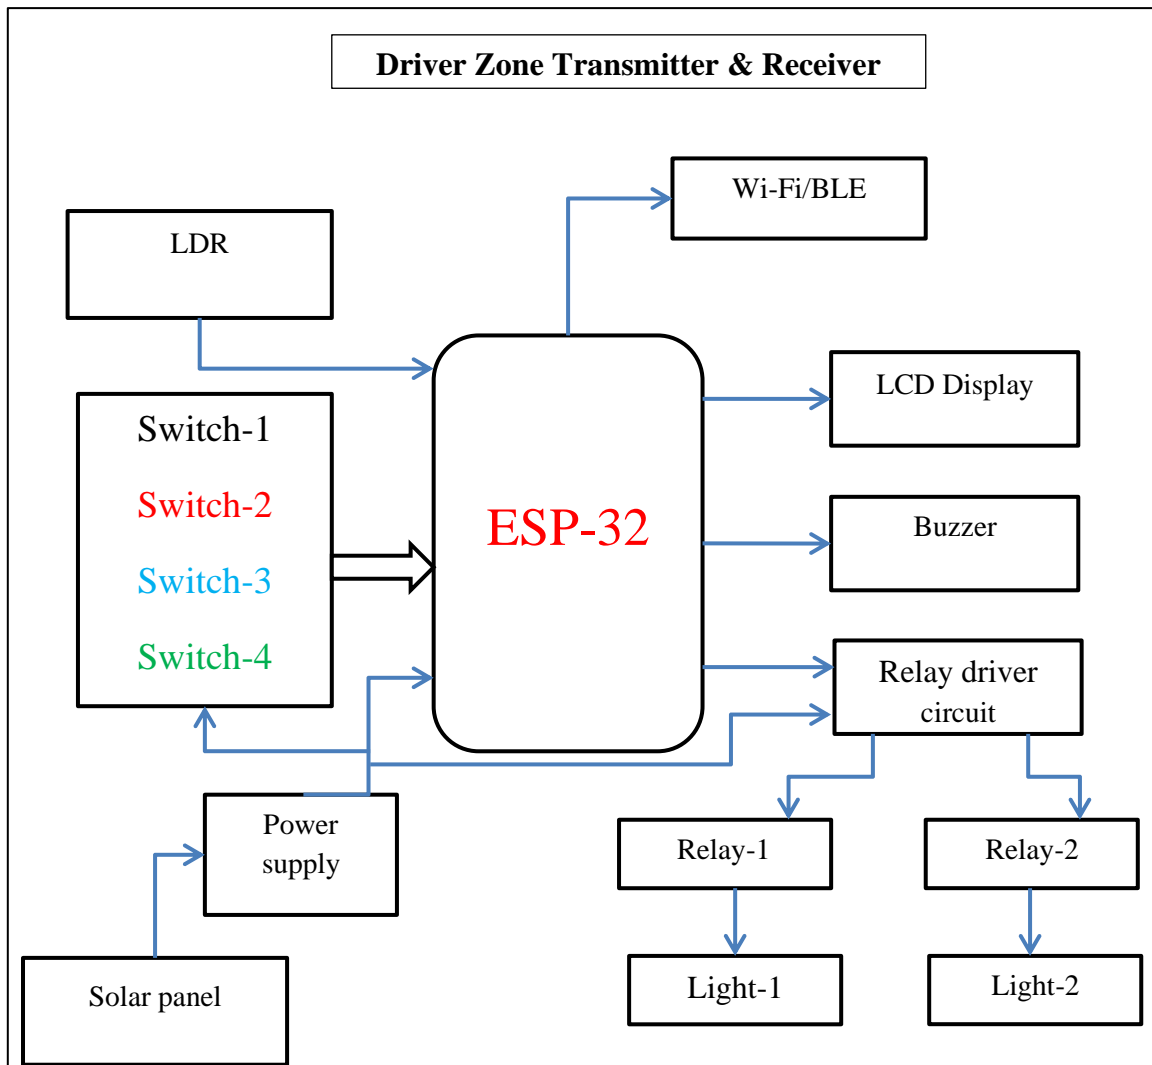 Driver Zone Transmitter & Receiver
Wi-Fi/BLE
LDR
LCD Display
Switch-1
Switch-2
Switch-3
Switch-4
ESP-32
Buzzer
Relay driver
circuit
Power
supply
Relay-1
Relay-2
Solar panel
Light-1
Light-2